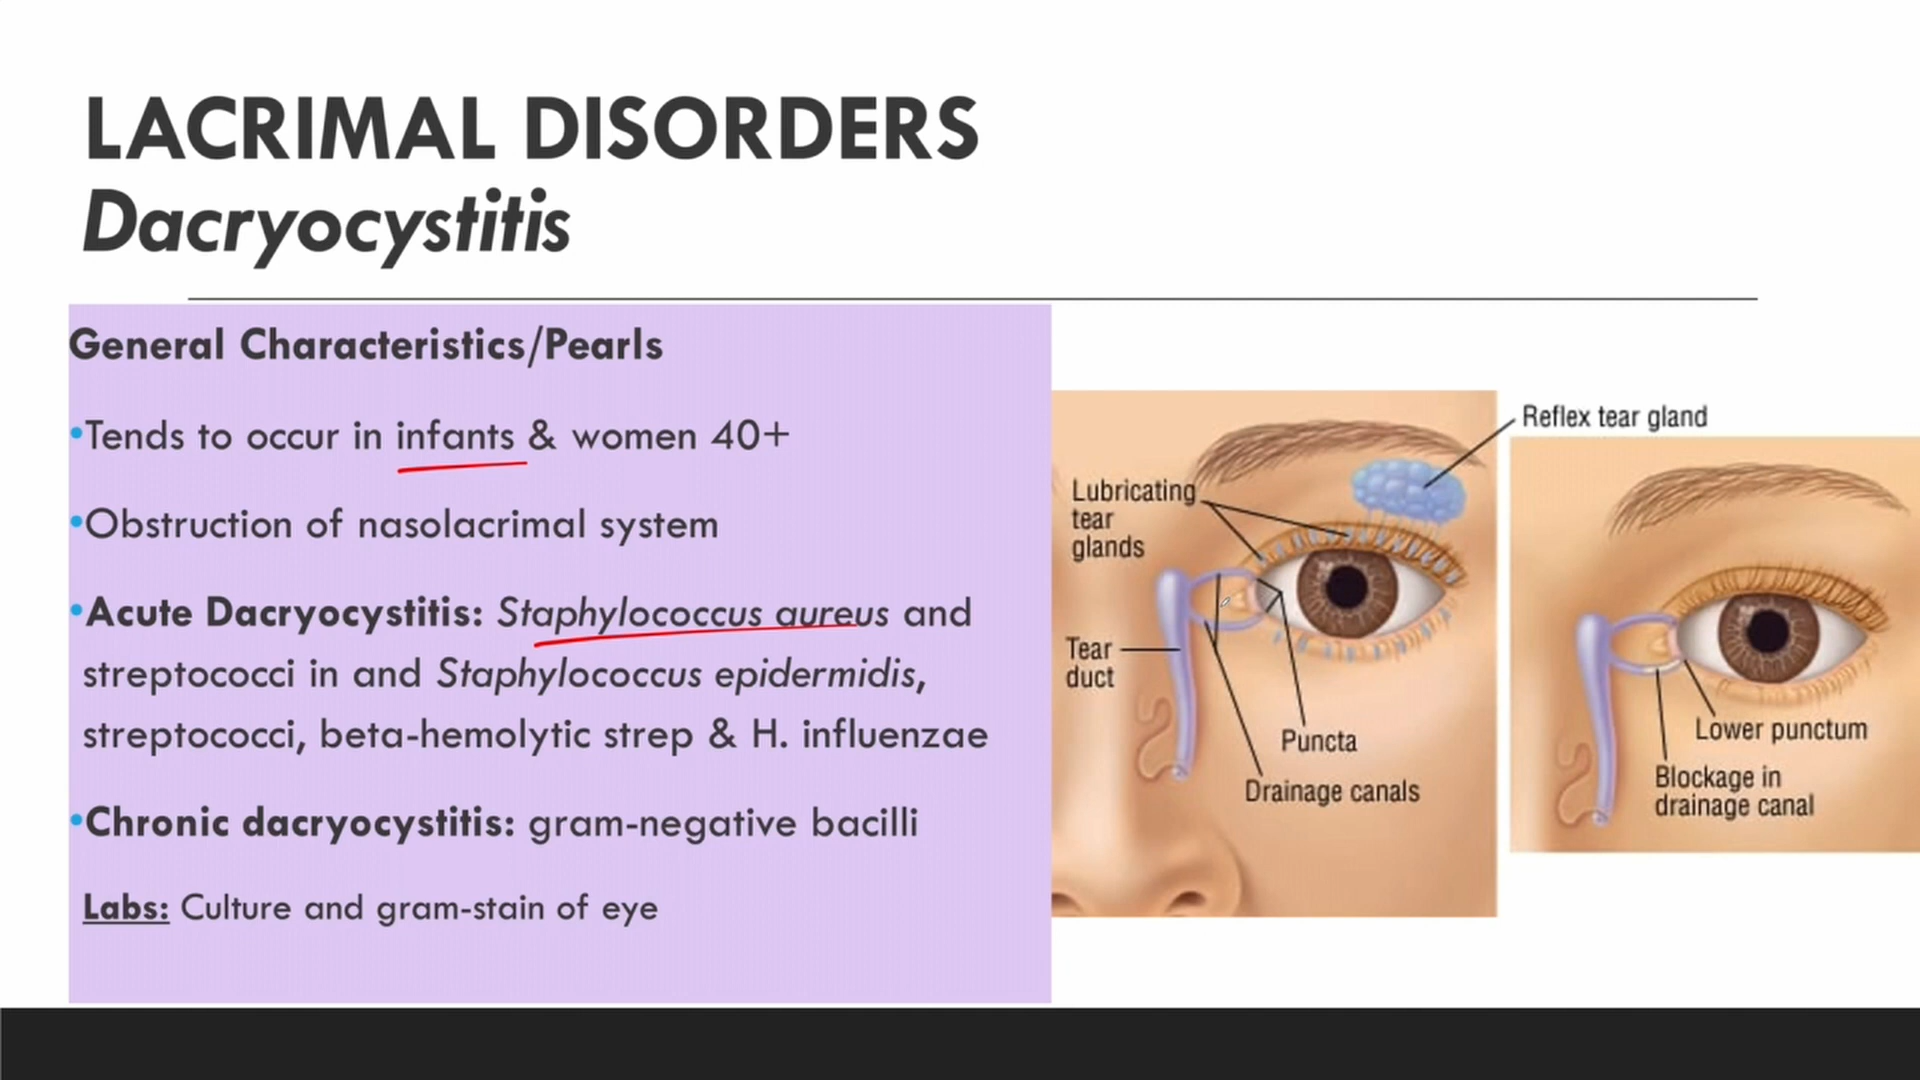 LACRIMAL DISORDERS
Dacryocystitis
General Characteristics/Pearls
•Tends to occur in infants & women 40+
•Obstruction of nasolacrimal system
•Acute Dacryocystitis: Staphylococcus aureus and
streptococci in and Staphylococcus epidermidis,
streptococci, beta-hemolytic strep & H. influenzae
•Chronic dacryocystitis: gram-negative bacilli
Labs: Culture and gram-stain of eye
Reflex tear gland
Lubricating
tear
glands
Tear
duct
Puncta
Drainage canals
Lower punctum
Blockage in
drainage canal